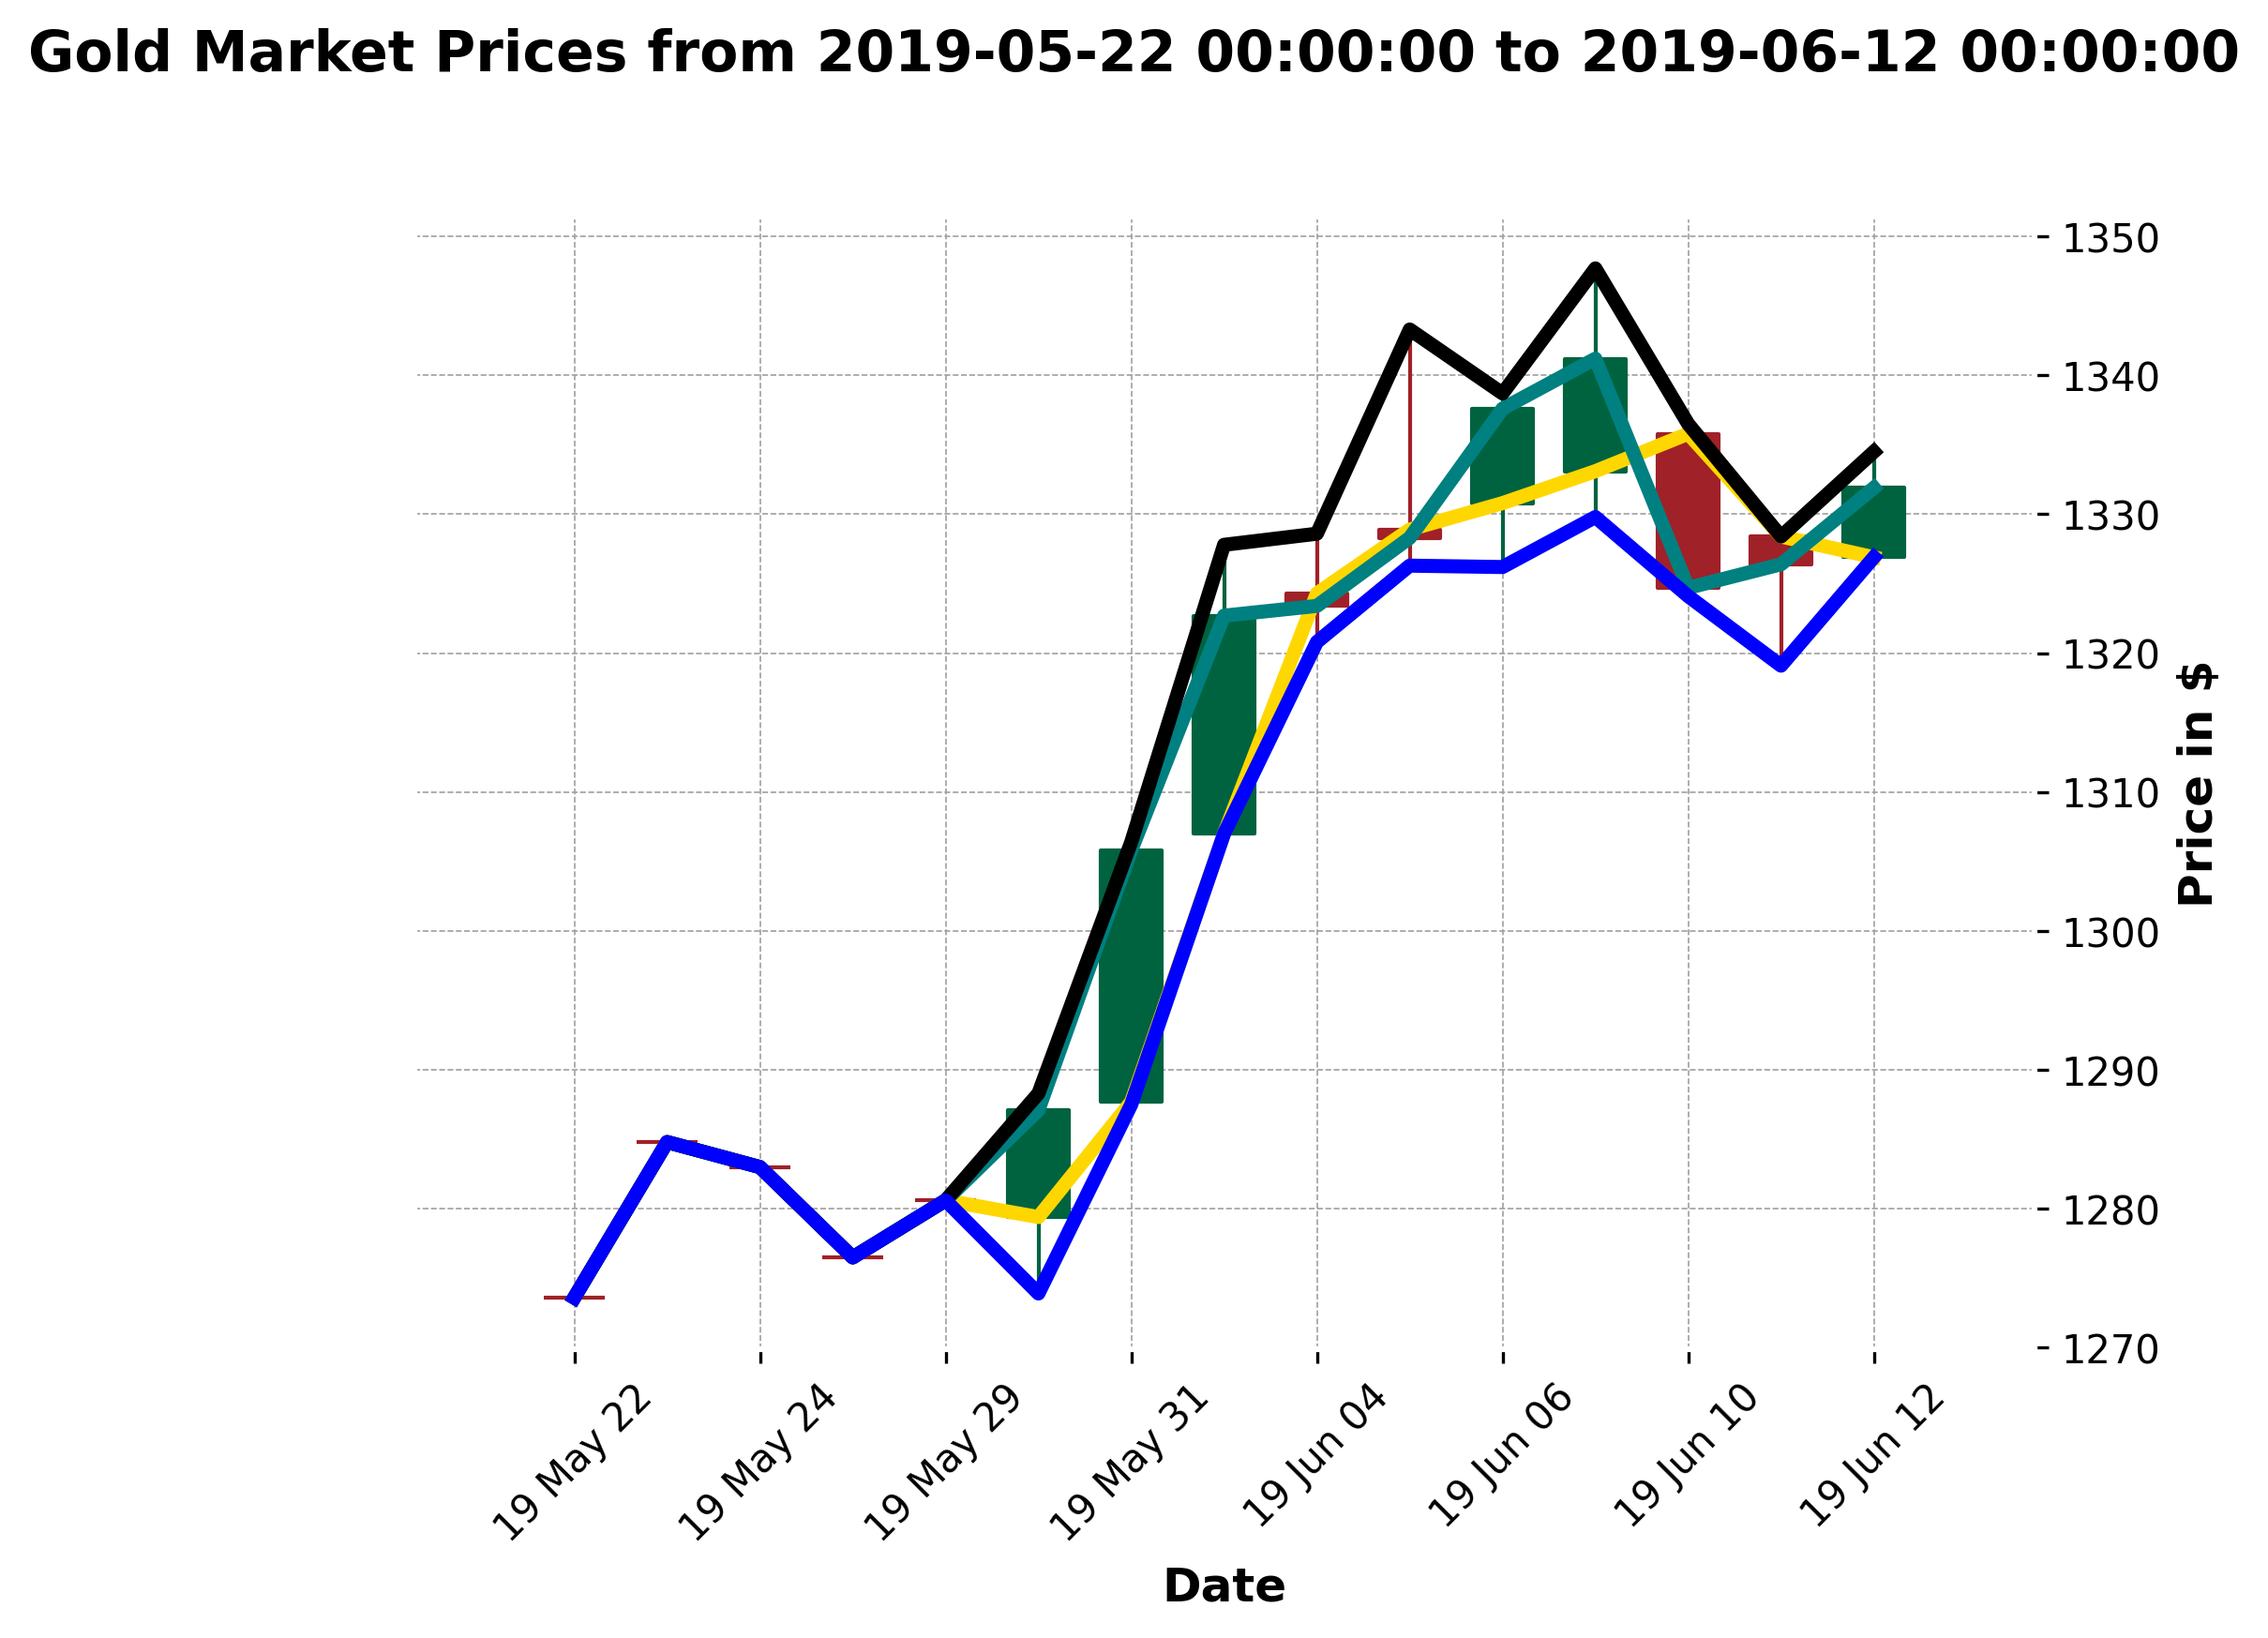 Gold Market Prices from 2019-05-22 00:00:00 to 2019-06-12 00:00:00
1350
1340
1330
1320
1310
1300
1290
1280
1270
Price in $
19 May 22
19 May 24
19 May 29
19 May 31
19 Jun 04
19 Jun 06
19 Jun 10
19 Jun 12
Date